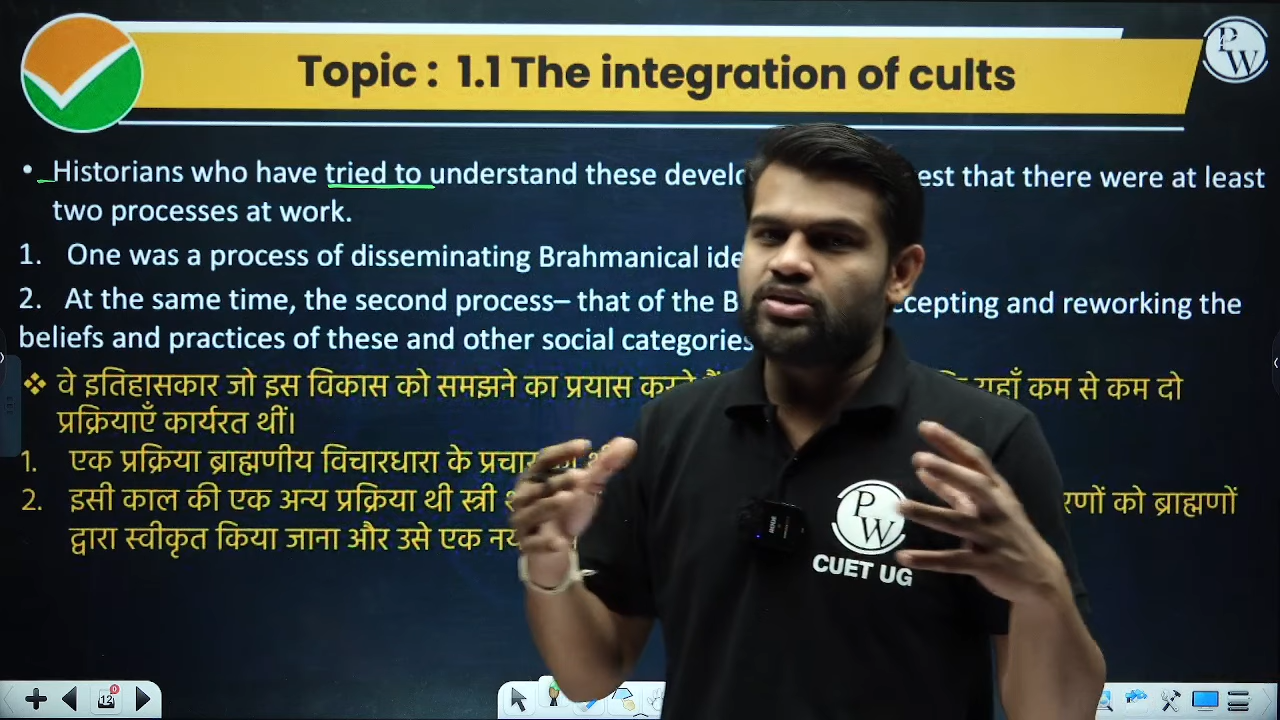 Topic : 1.1 The integration of cults
PW
• Historians who have tried to understand these est that there were at least
two processes at work.
1. One was a process of disseminating Brahmanical
2. At the same time, the second process– that of the ccepting and reworking the
beliefs and practices of these and other social categories
❖ वे इतिहासकार जो इस विकास को समझने का प्रयास करते यहाँ कम से कम दो
प्रक्रियाएँ कार्यरत थीं।
1. एक प्रक्रिया ब्राह्मणीय विचारधारा के प्रचार
2. इसी काल की एक अन्य प्रक्रिया थी स्त्री रणों को ब्राह्मणों
द्वारा स्वीकृत किया जाना और उसे एक
PW
CUET UG
12